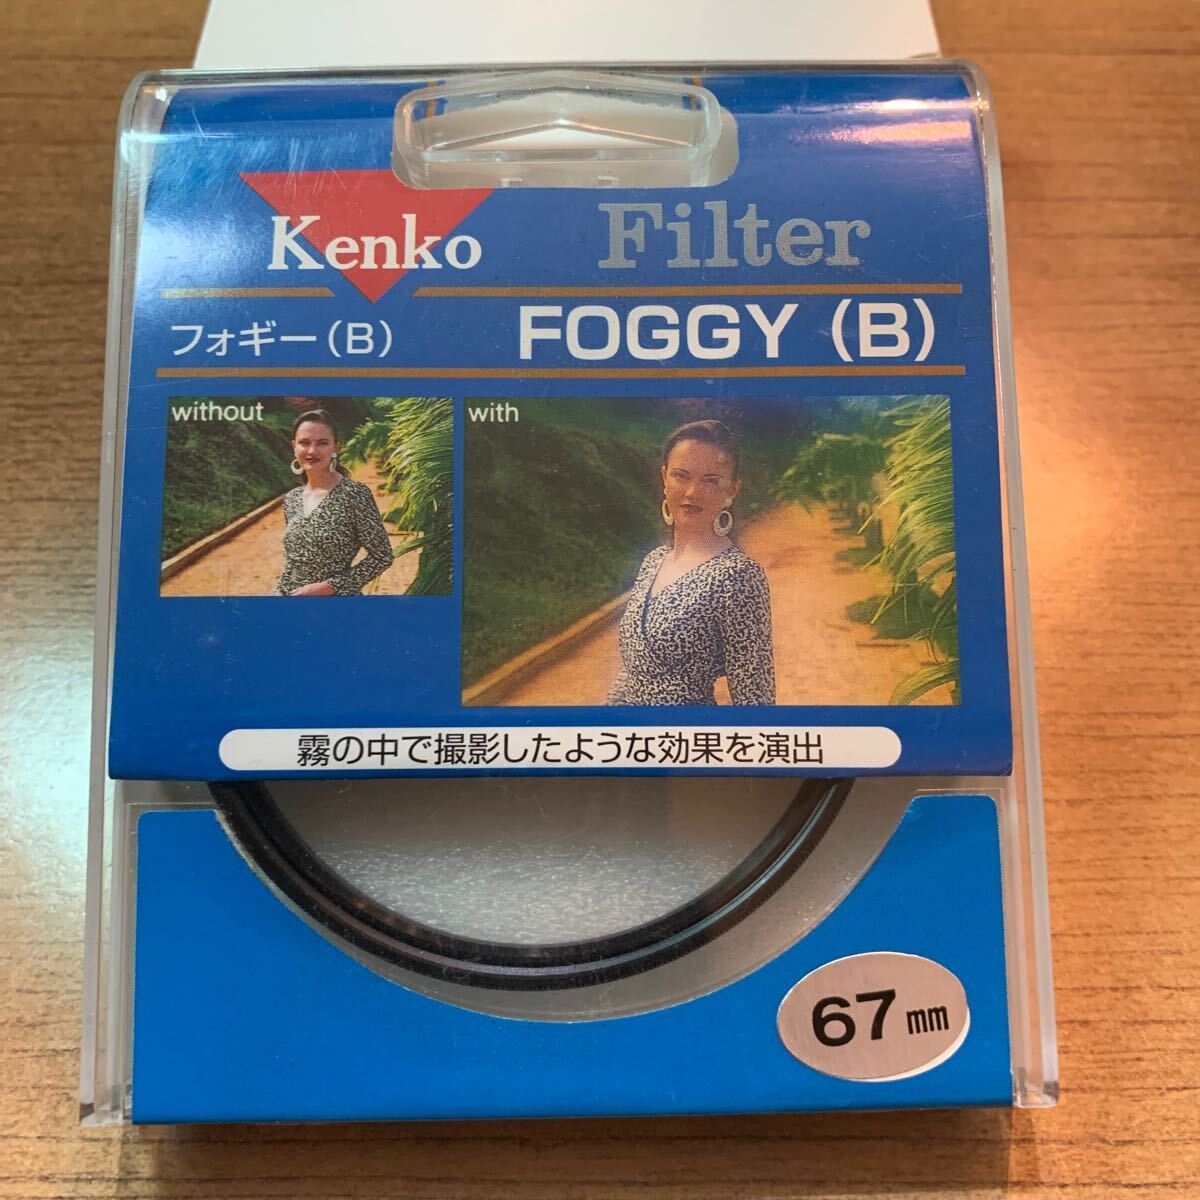 Kenko
Filter
フォギー(B)
FOGGY (B)
without
with
霧の中で撮影したような効果を演出
67mm